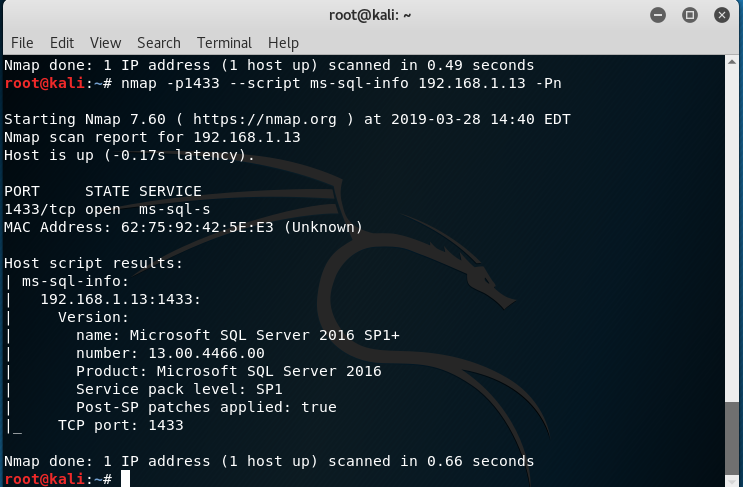 root@kali: ~
File Edit View Search Terminal Help
Nmap done: 1 IP address (1 host up) scanned in 0.49 seconds
root@kali:~# nmap -p1433 --script ms-sql-info 192.168.1.13 -Pn
Starting Nmap 7.60 ( https://nmap.org ) at 2019-03-28 14:40 EDT
Nmap scan report for 192.168.1.13
Host is up (-0.17s latency).
PORT     STATE SERVICE
1433/tcp open  ms-sql-s
MAC Address: 62:75:92:42:5E:E3 (Unknown)
Host script results:
| ms-sql-info:
|   192.168.1.13:1433:
|     Version:
|       name: Microsoft SQL Server 2016 SP1+
|       number: 13.00.4466.00
|       Product: Microsoft SQL Server 2016
|       Service pack level: SP1
|       Post-SP patches applied: true
|_    TCP port: 1433
Nmap done: 1 IP address (1 host up) scanned in 0.66 seconds
root@kali:~#